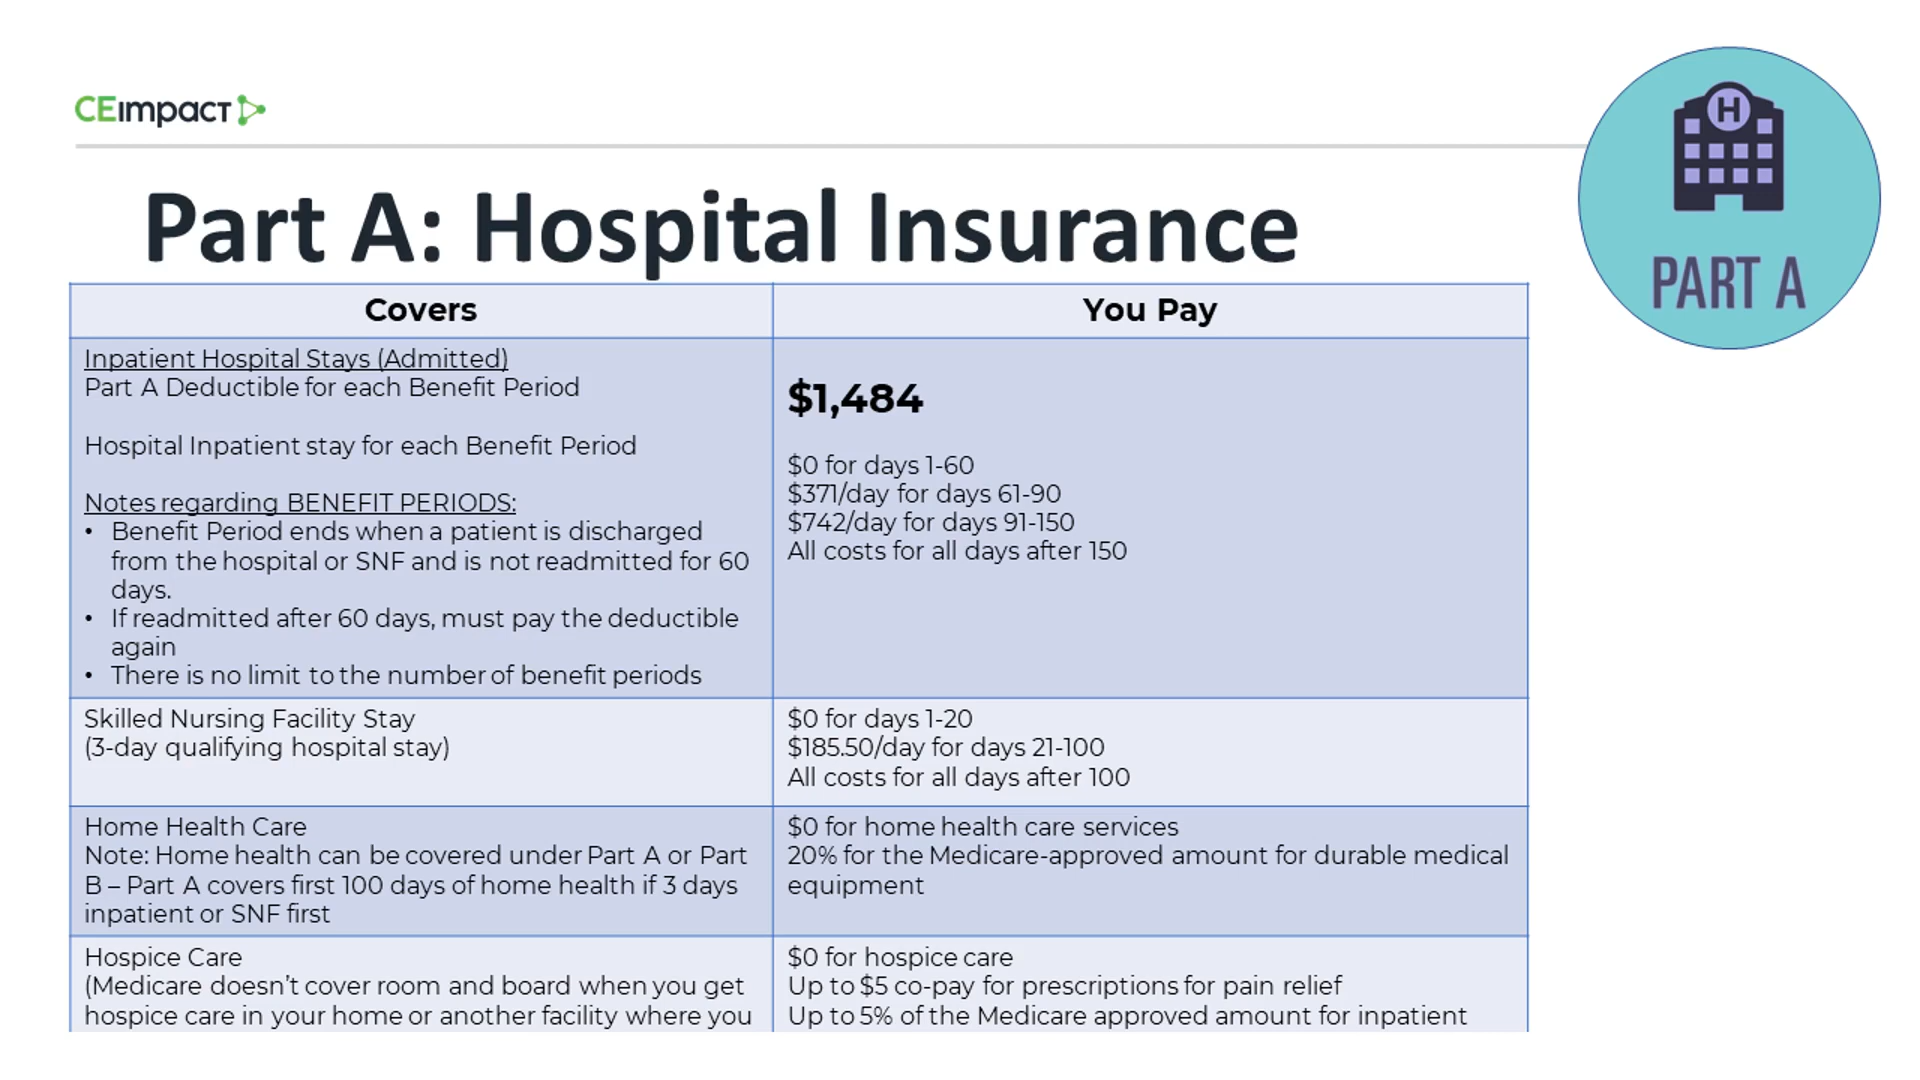 CEimpact
H
PART A
Part A: Hospital Insurance
Covers
You Pay
Inpatient Hospital Stays (Admitted)
Part A Deductible for each Benefit Period
Hospital Inpatient stay for each Benefit Period
Notes regarding BENEFIT PERIODS:
• Benefit Period ends when a patient is discharged
from the hospital or SNF and is not readmitted for 60
days.
• If readmitted after 60 days, must pay the deductible
again
• There is no limit to the number of benefit periods
$1,484
$0 for days 1-60
$371/day for days 61-90
$742/day for days 91-150
All costs for all days after 150
Skilled Nursing Facility Stay
(3-day qualifying hospital stay)
$0 for days 1-20
$185.50/day for days 21-100
All costs for all days after 100
Home Health Care
Note: Home health can be covered under Part A or Part
B – Part A covers first 100 days of home health if 3 days
inpatient or SNF first
$0 for home health care services
20% for the Medicare-approved amount for durable medical
equipment
Hospice Care
(Medicare doesn’t cover room and board when you get
hospice care in your home or another facility where you
$0 for hospice care
Up to $5 co-pay for prescriptions for pain relief
Up to 5% of the Medicare approved amount for inpatient